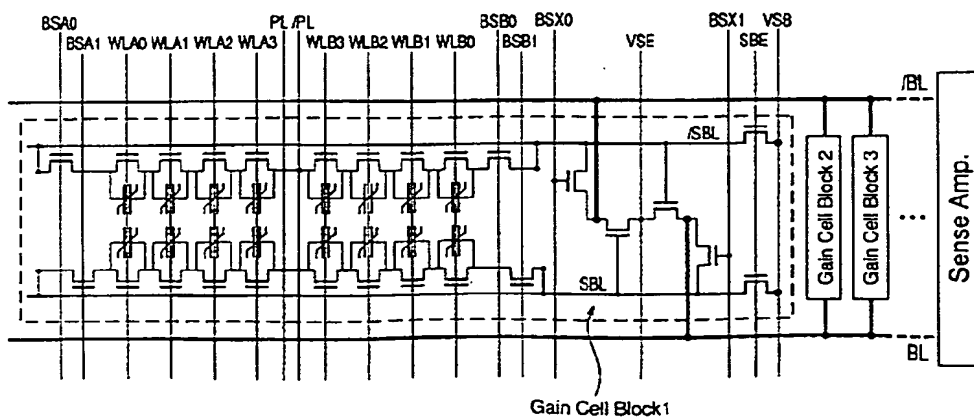 BSA0 PL /PL BSB0 BSX0 BSX1 VSB
BSA1 WLA0 WLA1 WLA2 WLA3 WLB3 WLB2 WLB1 WLB0 BSB1 VSE SBE
/BL
/SBL
Gain Cell Block 2
Gain Cell Block 3
...
Sense Amp.
SBL
BL
Gain Cell Block1